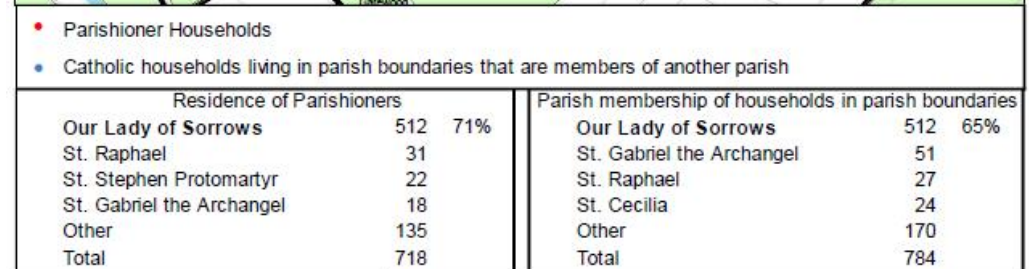 Parishioner Households
Catholic households living in parish boundaries that are members of another parish
Residence of Parishioners
Our Lady of Sorrows 512 71%
St. Raphael 31
St. Stephen Protomartyr 22
St. Gabriel the Archangel 18
Other 135
Total 718
Parish membership of households in parish boundaries
Our Lady of Sorrows 512 65%
St. Gabriel the Archangel 51
St. Raphael 27
St. Cecilia 24
Other 170
Total 784